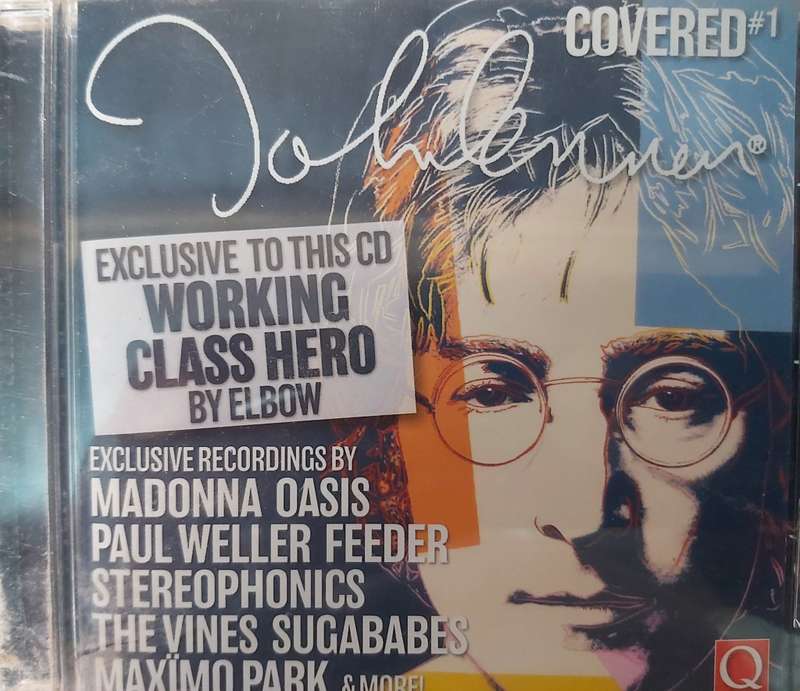 COVERED #1
John Lennon®
EXCLUSIVE TO THIS CD
WORKING
CLASS HERO
BY ELBOW
EXCLUSIVE RECORDINGS BY
MADONNA OASIS
PAUL WELLER FEEDER
STEREOPHONICS
THE VINES SUGABABES
MAXÏMO PARK & MORE!
Q